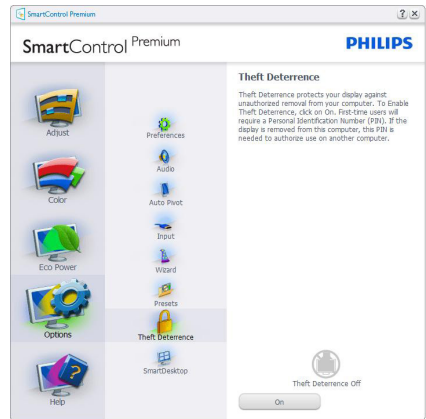 SmartControl Premium
SmartControl Premium
PHILIPS
Adjust
Color
Eco Power
Options
Help
Preferences
Audio
Auto Pivot
Input
Wizard
Presets
Theft Deterrence
SmartDesktop
Theft Deterrence
Theft Deterrence protects your display against
unauthorized removal from your computer. To Enable
Theft Deterrence, click on On. First-time users will
require a Personal Identification Number (PIN). If the
display is removed from this computer, this PIN is
needed to authorize use on another computer.
Theft Deterrence Off
On